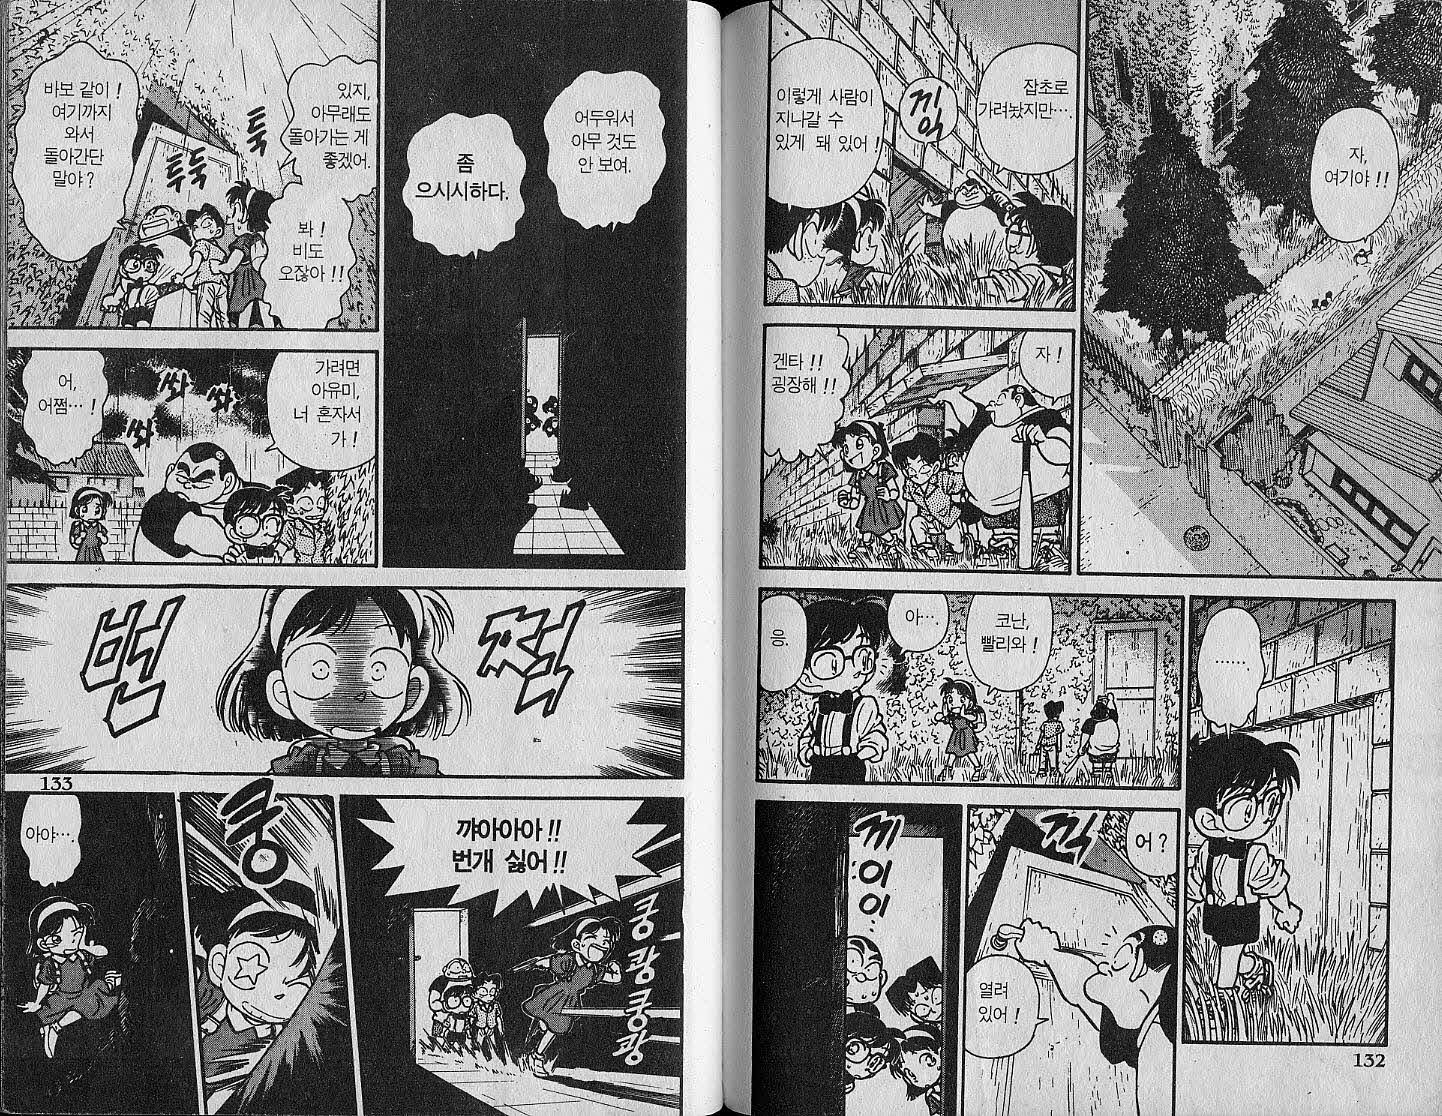 자,
여기야!!
잡초로
가려놨지만….
끼익
이렇게 사람이
지나갈 수
있게 돼 있어!
자!
겐타!!
굉장해!!
…….
코난,
빨리와!
아….
응.
어?
끽
열려
있어!
끼이이
132
어두워서
아무 것도
안 보여.
좀
으시시하다.
있지,
아무래도
돌아가는 게
좋겠어.
바보 같이!
여기까지
와서
돌아간단
말야?
봐!
비도
오잖아!!
툭
투둑
가려면
아유미,
너 혼자서
가!
어,
어쩜…!
쏴
쏴
쏴
번
쩍
133
꺄아아아!!
번개 싫어!!
쿵
쾅
쿵
쾅
쿵
아야….